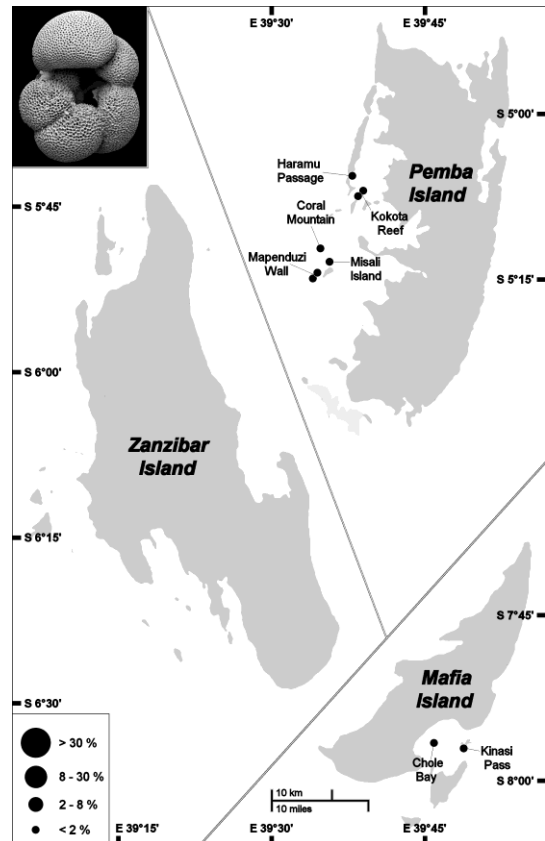 E 39°30'
E 39°45'
S 5°00'
Haramu
Passage
Pemba
Island
Coral
Mountain
Kokota
Reef
S 5°45'
Mapenduzi
Wall
Misali
Island
S 5°15'
S 6°00'
Zanzibar
Island
S 6°15'
S 7°45'
Mafia
Island
S 6°30'
> 30 %
8 - 30 %
2 - 8 %
< 2 %
Chole
Bay
Kinasi
Pass
S 8°00'
10 km
10 miles
E 39°15'
E 39°30'
E 39°45'